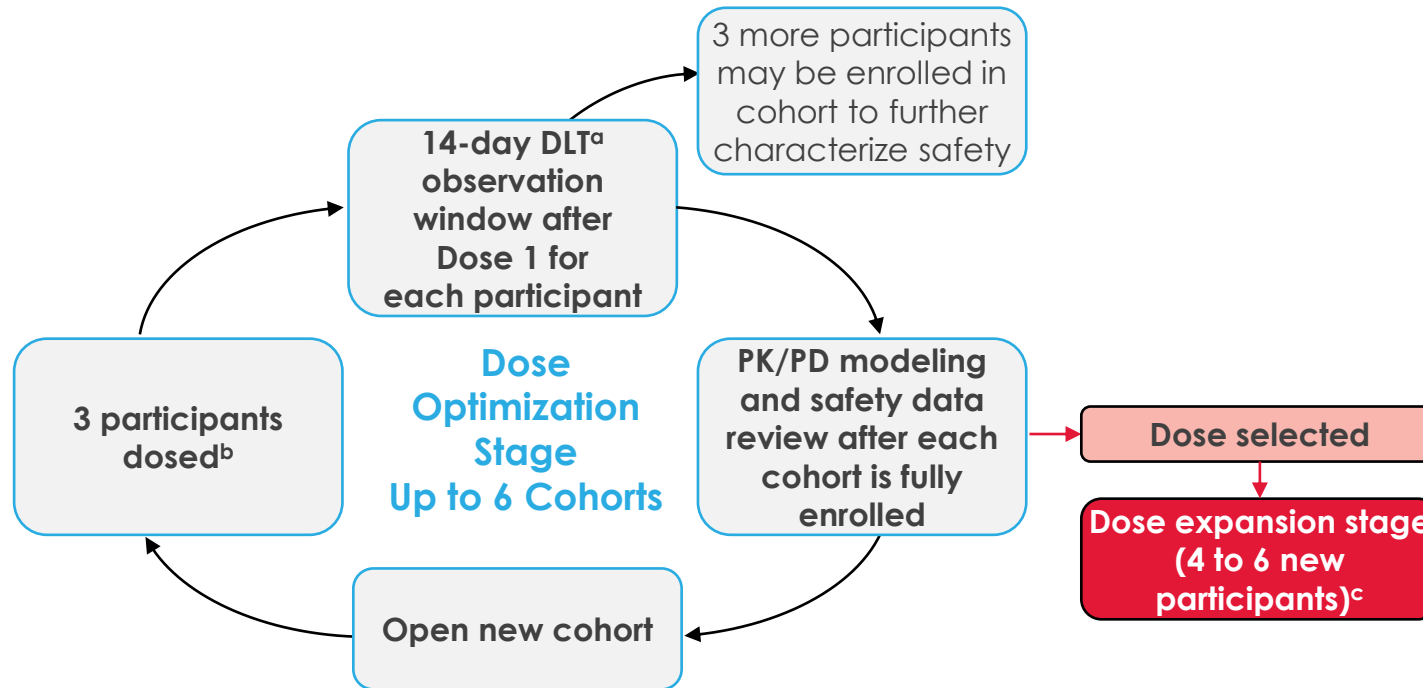 3 more participants
may be enrolled in
cohort to further
characterize safety
14-day DLTᵃ
observation
window after
Dose 1 for
each participant
Dose
Optimization
Stage
Up to 6 Cohorts
3 participants
dosedᵇ
PK/PD modeling
and safety data
review after each
cohort is fully
enrolled
Dose selected
Dose expansion stage
(4 to 6 new
participants)ᶜ
Open new cohort